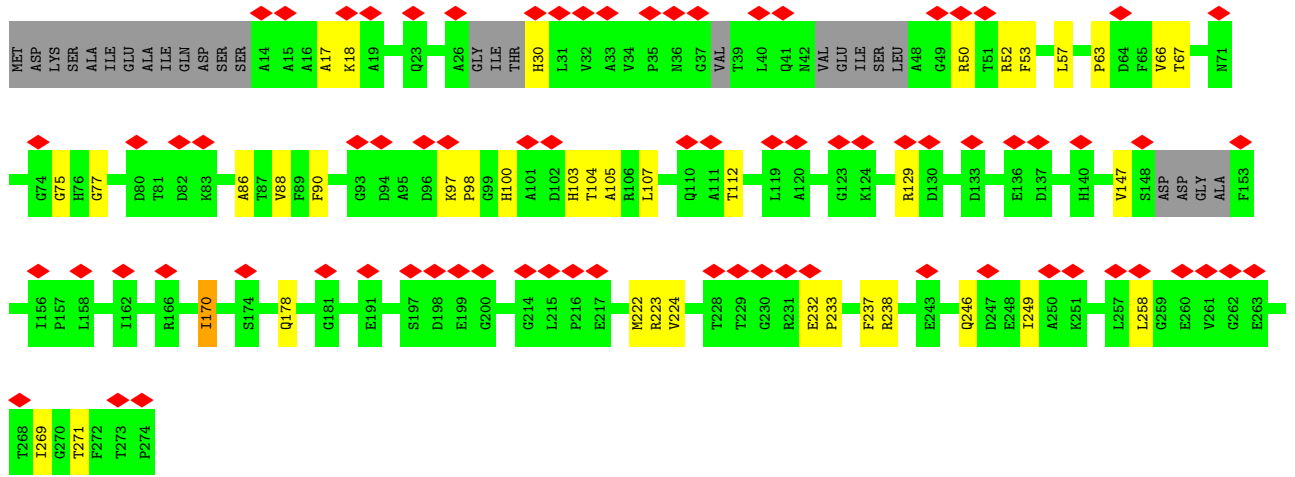 MET ASP LYS SER ALA ILE GLU ALA ILE GLN ASP SER SER A14 A15 A16 A17 K18 A19 Q23 A26 GLY ILE THR H30 L31 V32 A33 V34 P35 N36 G37 VAL T39 L40 Q41 N42 VAL GLU ILE SER LEU A48 G49 R50 T51 R52 F53 L57 P63 D64 F65 V66 T67 N71
G74 G75 H76 G77 D80 T81 D82 K83 A86 T87 V88 F89 F90 G93 D94 A95 D96 K97 P98 G99 H100 A101 D102 H103 T104 A105 R106 L107 Q110 A111 T112 L119 A120 G123 K124 R129 D130 D133 E136 D137 H140 V147 S148 ASP ASP GLY ALA F153
I156 P157 L158 I162 R166 I170 S174 Q178 G181 E191 S197 D198 E199 G200 G214 L215 P216 E217 M222 R223 V224 T228 T229 G230 R231 E232 P233 F237 R238 E243 Q246 D247 E248 I249 A250 K251 L257 L258 G259 E260 V261 G262 E263
T268 I269 G270 T271 F272 T273 P274